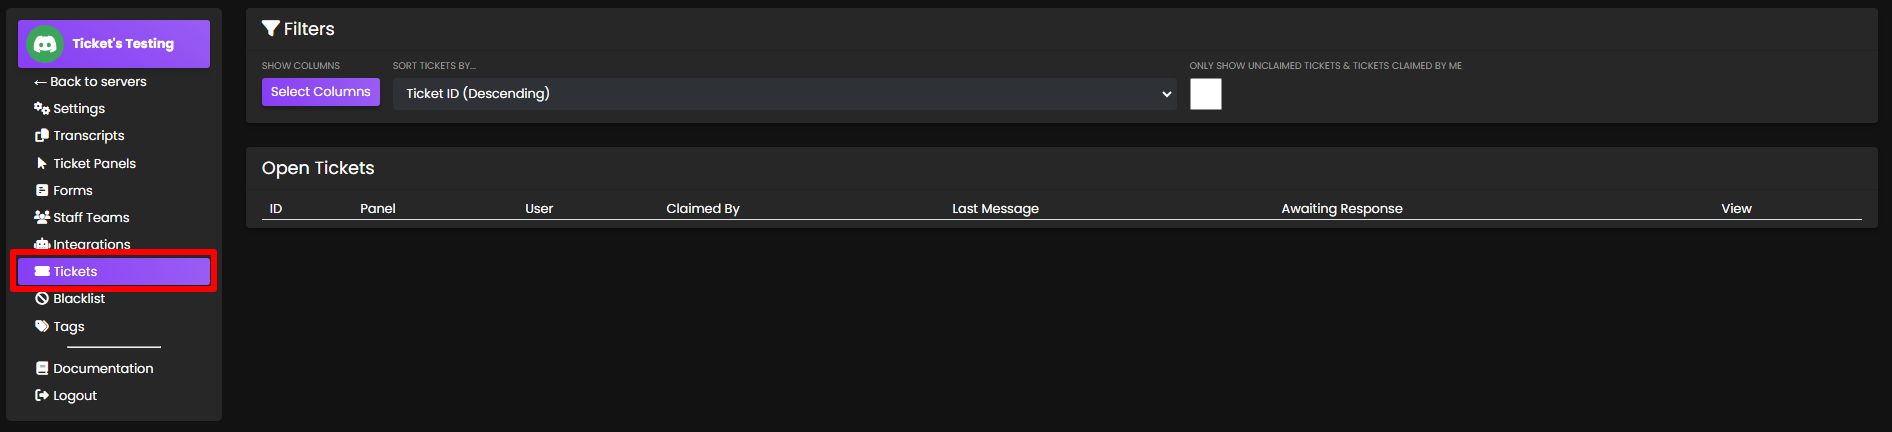 Ticket's Testing
← Back to servers
Settings
Transcripts
Ticket Panels
Forms
Staff Teams
Integrations
Tickets
Blacklist
Tags
Documentation
Logout
Filters
SHOW COLUMNS
Select Columns
SORT TICKETS BY...
Ticket ID (Descending)
ONLY SHOW UNCLAIMED TICKETS & TICKETS CLAIMED BY ME
Open Tickets
ID Panel User Claimed By Last Message Awaiting Response View